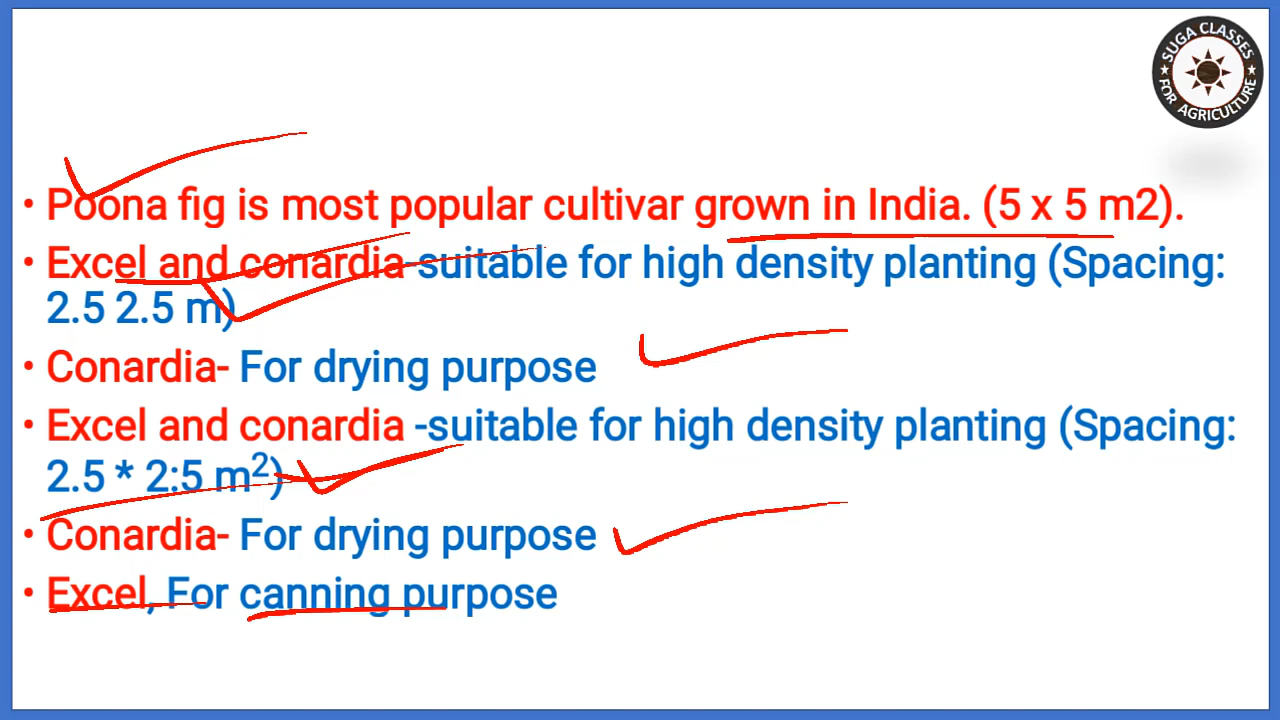 SUGA CLASSES
FOR AGRICULTURE
• Poona fig is most popular cultivar grown in India. (5 x 5 m2).
• Excel and conardia-suitable for high density planting (Spacing:
2.5 2.5 m)
• Conardia- For drying purpose
• Excel and conardia -suitable for high density planting (Spacing:
2.5 * 2:5 m²)
• Conardia- For drying purpose
• Excel, For canning purpose